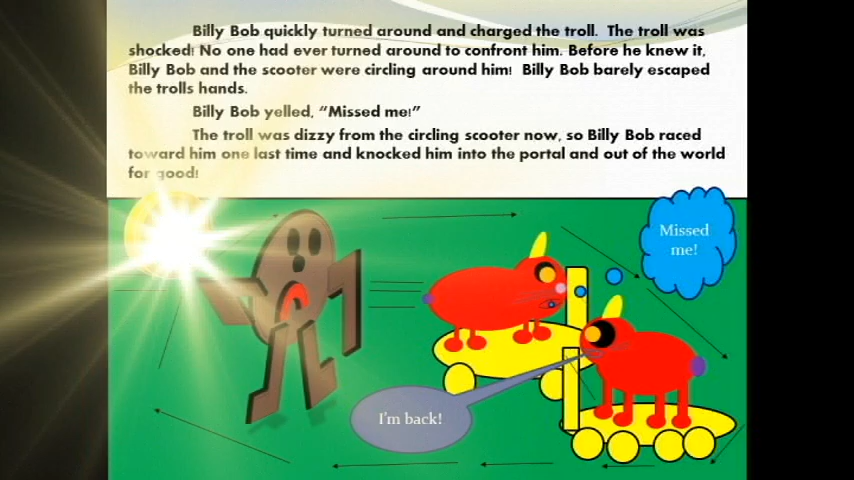 Billy Bob quickly turned around and charged the troll. The troll was
shocked! No one had ever turned around to confront him. Before he knew it,
Billy Bob and the scooter were circling around him! Billy Bob barely escaped
the trolls hands.
Billy Bob yelled, “Missed me!”
The troll was dizzy from the circling scooter now, so Billy Bob raced
toward him one last time and knocked him into the portal and out of the world
for good!
Missed
me!
I'm back!